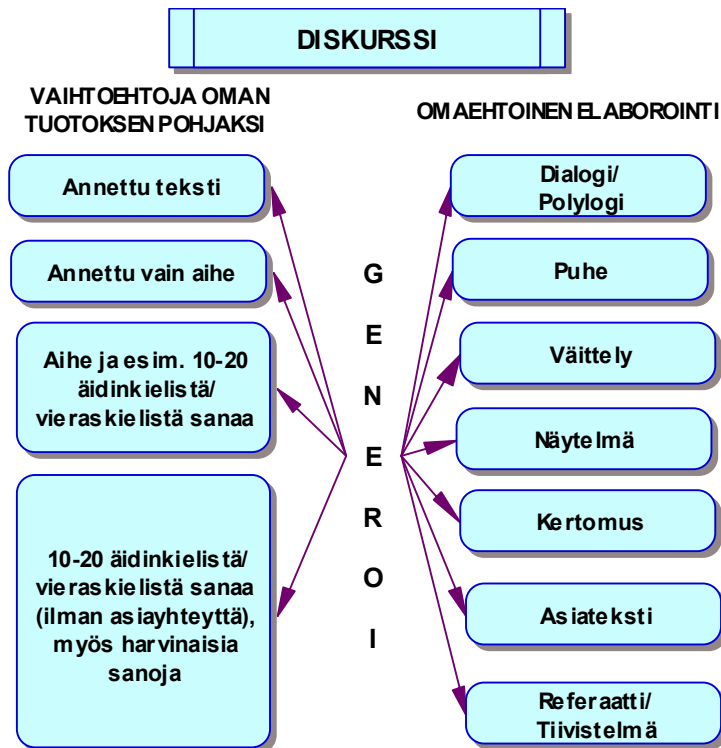 DISKURSSI
VAIHTOEHTOJA OMAN
TUOTOKSEN POHJAKSI
Annettu teksti
Annettu vain aihe
Aihe ja esim. 10-20
äidinkielistä/
vieraskielistä sanaa
10-20 äidinkielistä/
vieraskielistä sanaa
(ilman asiayhteyttä),
myös harvinaisia
sanoja
G
E
N
E
R
O
I
OMAEHTOINEN ELABOROINTI
Dialogi/
Polylogi
Puhe
Väittely
Näytelmä
Kertomus
Asiateksti
Referaatti/
Tiivistelmä